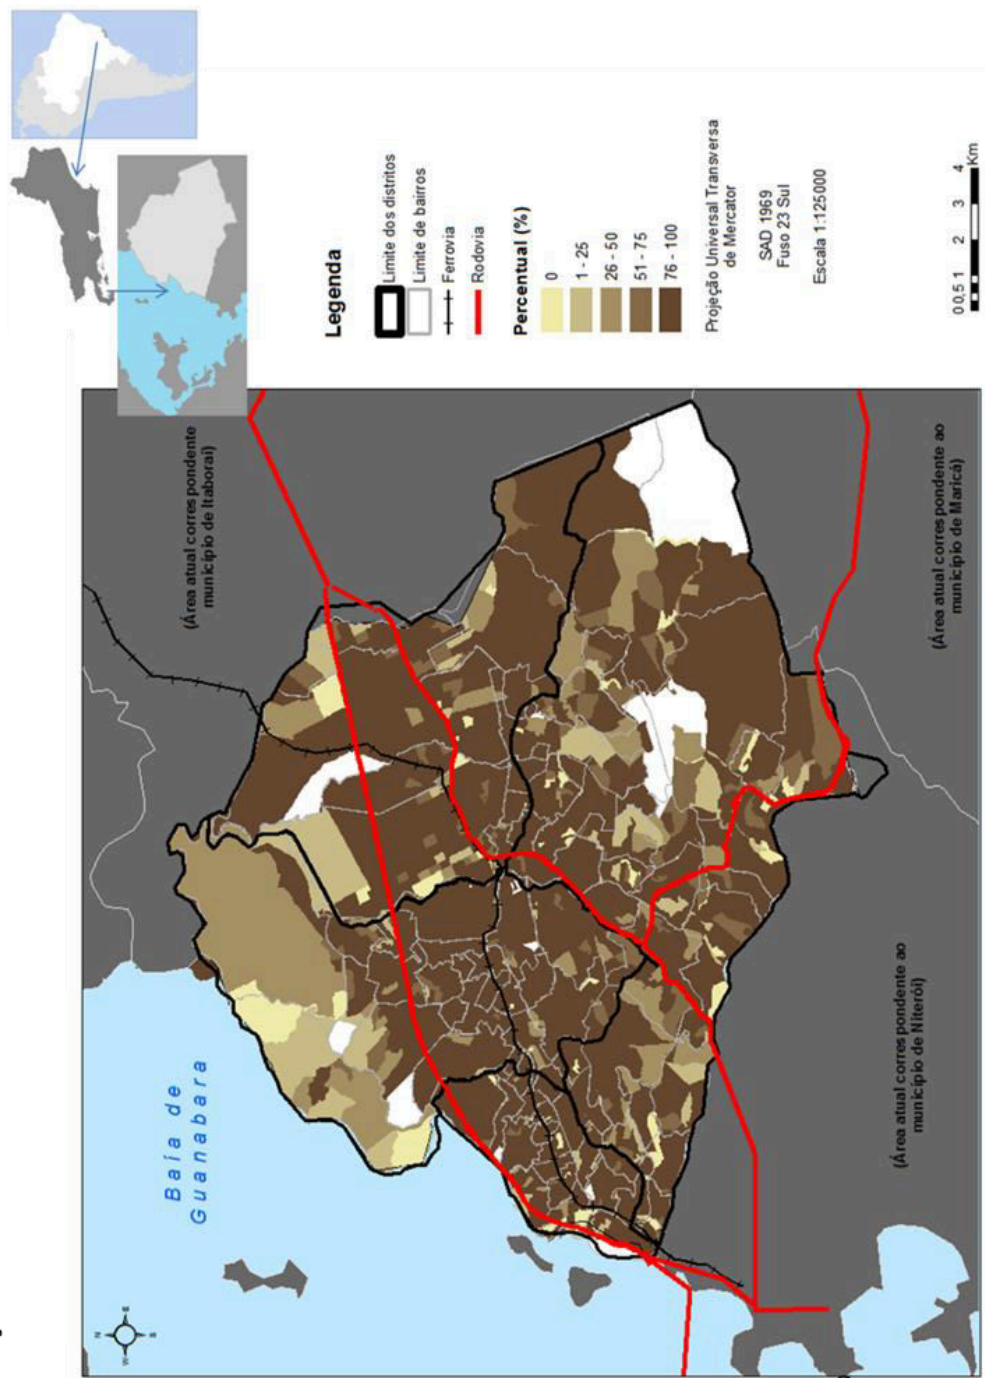 Legenda
Limite dos distritos
Limite de bairros
Ferrovia
Rodovia
Percentual (%)
0
1 - 25
26 - 50
51 - 75
76 - 100
Projeção Universal Transversa
de Mercator
SAD 1969
Fuso 23 Sul
Escala 1:125000
0 0,5 1 2 3 4
Km
(Área atual correspondente
município de Itaboraí)
(Área atual correspondente ao
município de Maricá)
(Área atual correspondente ao
município de Niterói)
Baía de
Guanabara
N
E
S
W